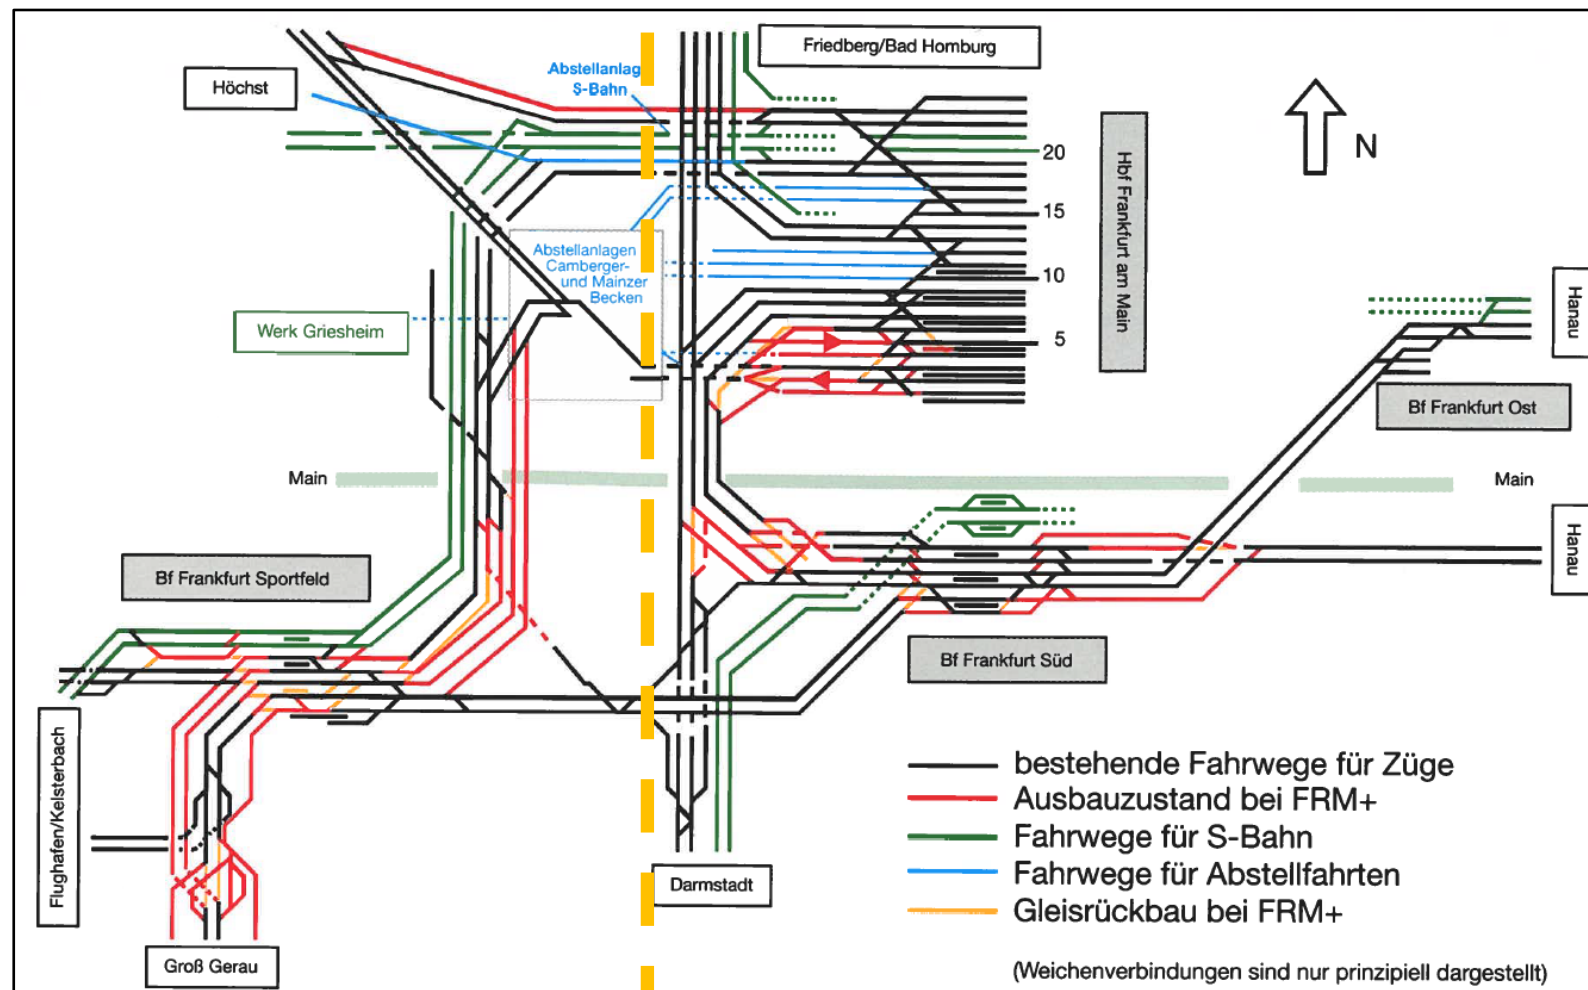 Friedberg/Bad Homburg
Abstellanlag
S-Bahn
Höchst
N
20
15
10
5
Hbf Frankfurt am Main
Abstellanlagen
Camberger-
und Mainzer
Becken
Werk Griesheim
Hanau
Bf Frankfurt Ost
Main
Main
Hanau
Bf Frankfurt Sportfeld
Bf Frankfurt Süd
Flughafen/Kelsterbach
Darmstadt
Groß Gerau
bestehende Fahrwege für Züge
Ausbauzustand bei FRM+
Fahrwege für S-Bahn
Fahrwege für Abstellfahrten
Gleisrückbau bei FRM+
(Weichenverbindungen sind nur prinzipiell dargestellt)